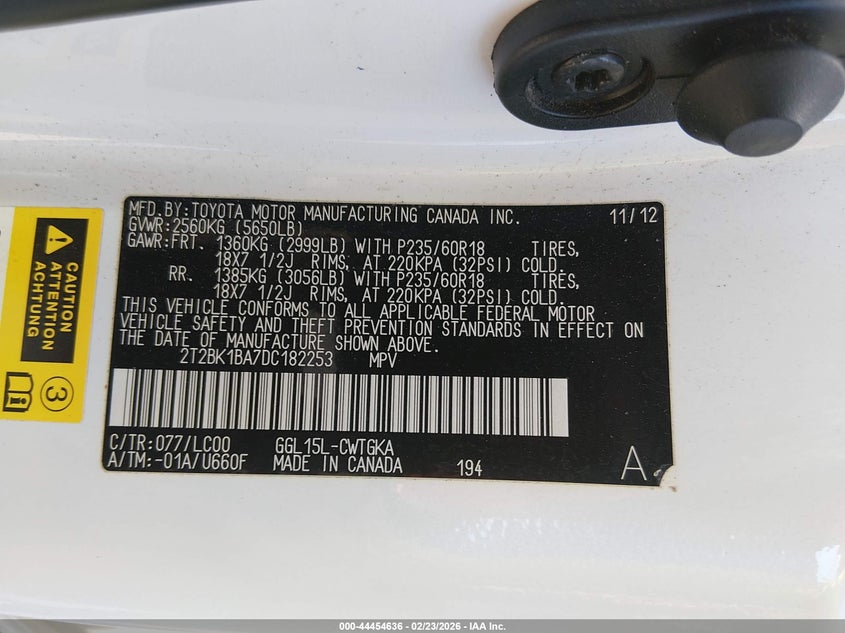 MFD.BY:TOYOTA MOTOR MANUFACTURING CANADA INC. 11/12
GVWR:2560KG (5650LB)
GAWR:FRT. 1360KG (2999LB) WITH P235/60R18 TIRES,
18X7 1/2J RIMS, AT 220KPA (32PSI) COLD.
RR. 1385KG (3056LB) WITH P235/60R18 TIRES,
18X7 1/2J RIMS, AT 220KPA (32PSI) COLD.
THIS VEHICLE CONFORMS TO ALL APPLICABLE FEDERAL MOTOR
VEHICLE SAFETY AND THEFT PREVENTION STANDARDS IN EFFECT ON
THE DATE OF MANUFACTURE SHOWN ABOVE.
2T2BK1BA7DC182253 MPV
C/TR:077/LC00 GGL15L-CWTGKA
A/TM:-01A/U660F MADE IN CANADA 194 A
CAUTION
ATTENTION
ACHTUNG
3
000-44454636 - 02/23/2026 - IAA Inc.